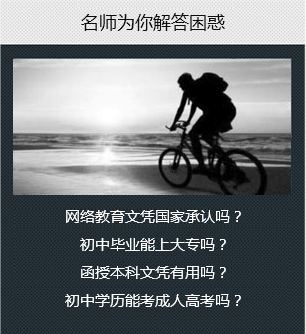 名师为你解答困惑
网络教育文凭国家承认吗？
初中毕业能上大专吗？
函授本科文凭有用吗？
初中学历能考成人高考吗？